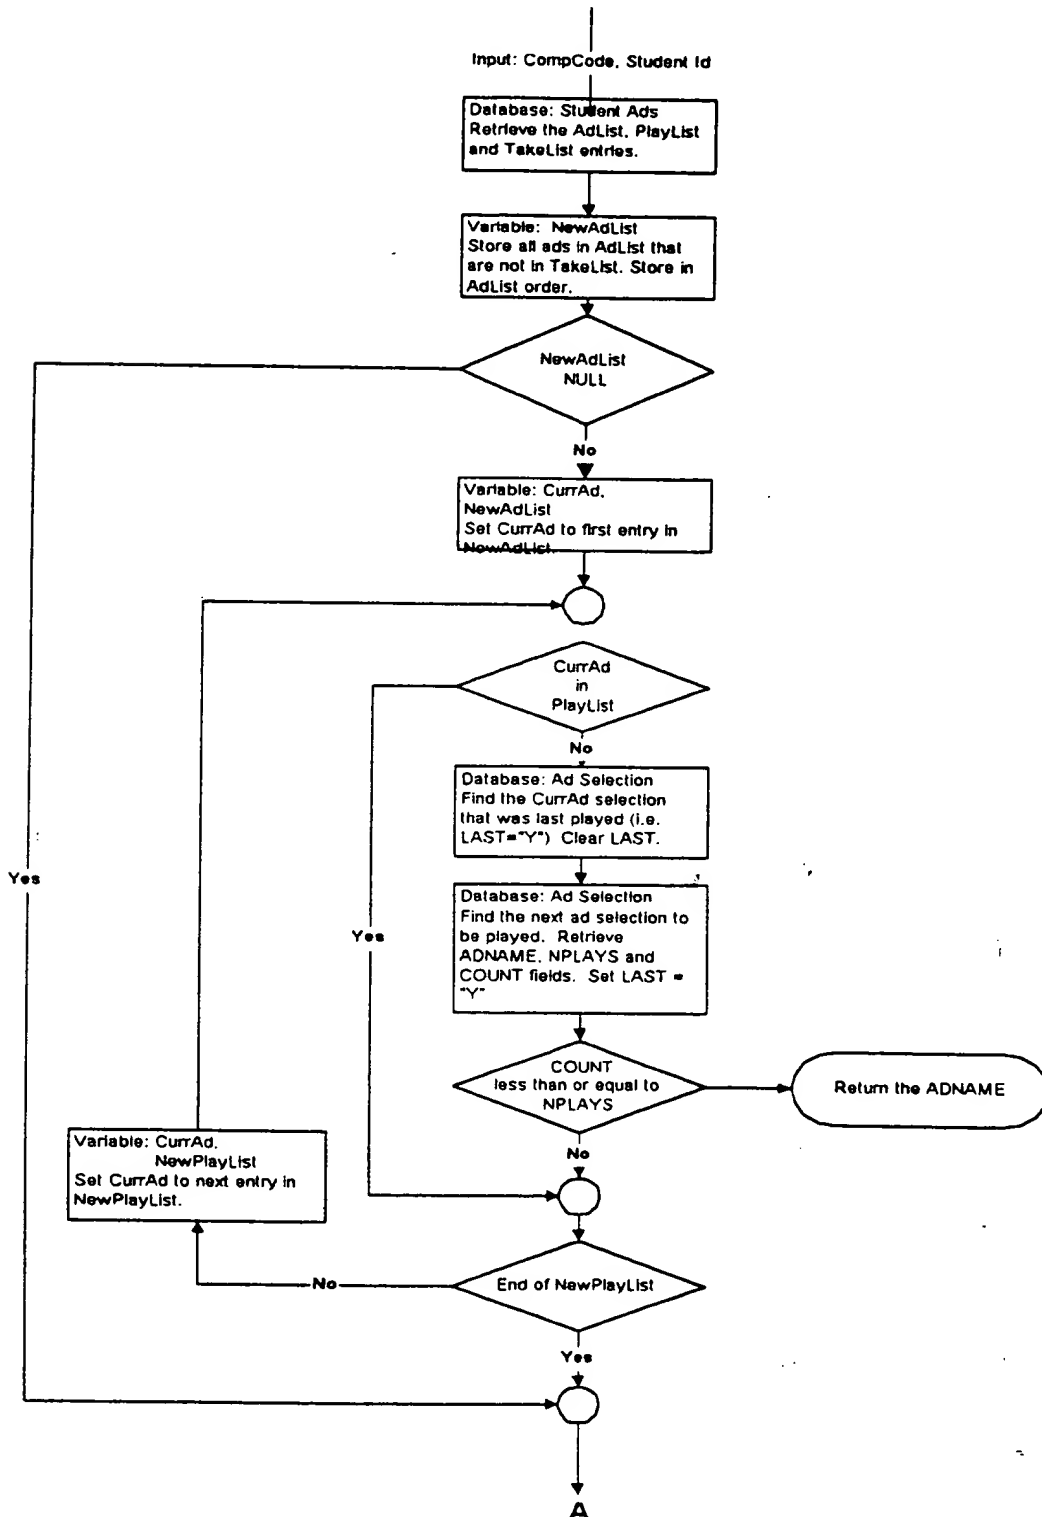 Input: CompCode, Student Id
Database: Student Ads
Retrieve the AdList, PlayList
and TakeList entries.
Variable: NewAdList
Store all ads in AdList that
are not in TakeList. Store in
AdList order.
NewAdList
NULL
No
Variable: CurrAd,
NewAdList
Set CurrAd to first entry in
NewAdList.
CurrAd
in
PlayList
No
Database: Ad Selection
Find the CurrAd selection
that was last played (i.e.
LAST="Y") Clear LAST.
Yes
Database: Ad Selection
Find the next ad selection to
be played. Retrieve
ADNAME, NPLAYS and
COUNT fields. Set LAST =
"Y"
Yes
COUNT
less than or equal to
NPLAYS
Return the ADNAME
No
Variable: CurrAd,
NewPlayList
Set CurrAd to next entry in
NewPlayList.
No
End of NewPlayList
Yes
A